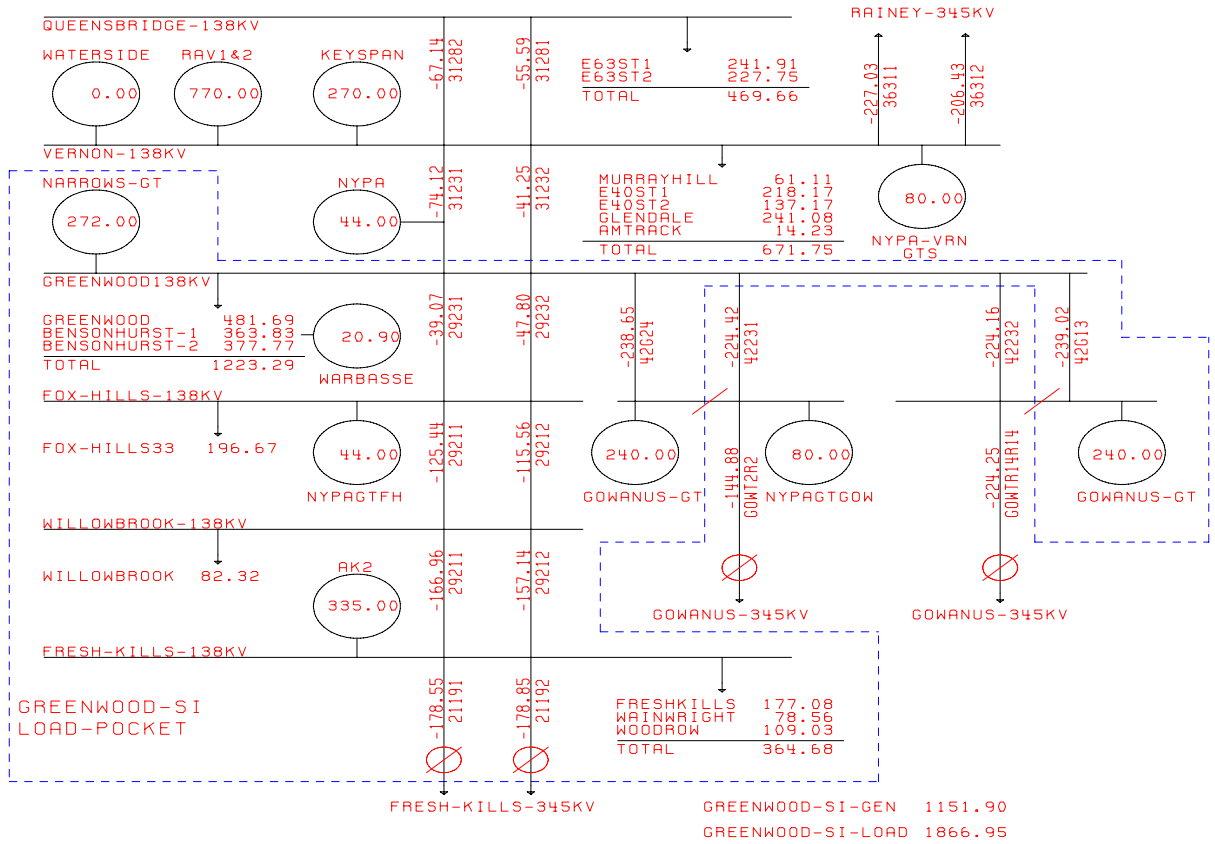 QUEENSBRIDGE-138KV
RAINEY-345KV
WATERSIDE RAV1&2 KEYSPAN
0.00 770.00 270.00
-67.14 31282
-55.59 31281
E63ST1 241.91
E63ST2 227.75
TOTAL 469.66
-227.03 36311
-206.43 36312
VERNON-138KV
NARROWS-GT NYPA
272.00 44.00
-74.12 31231
-41.25 31232
MURRAYHILL 61.11
E40ST1 218.17
E40ST2 137.17
GLENDALE 241.08
AMTRACK 14.23
TOTAL 671.75
80.00
NYPA-VRN
GTS
GREENWOOD138KV
GREENWOOD 481.69
BENSONHURST-1 363.83
BENSONHURST-2 377.77
TOTAL 1223.29
20.90
WARBASSE
-39.07 29231
-47.80 29232
-238.65 42G24
-224.42 42231
-224.16 42232
-239.02 42G13
FOX-HILLS-138KV
FOX-HILLS33 196.67
44.00
NYPAGTFH
-125.44 29211
-115.56 29212
240.00
GOWANUS-GT
-144.88 GOWT2R2
80.00
NYPAGTGOW
-224.25 GOWTR14R14
240.00
GOWANUS-GT
WILLOWBROOK-138KV
WILLOWBROOK 82.32
AK2
335.00
-166.96 29211
-157.14 29212
GOWANUS-345KV
GOWANUS-345KV
FRESH-KILLS-138KV
GREENWOOD-SI
LOAD-POCKET
-178.55 21191
-178.85 21192
FRESHKILLS 177.08
WAINWRIGHT 78.56
WOODROW 109.03
TOTAL 364.68
FRESH-KILLS-345KV
GREENWOOD-SI-GEN 1151.90
GREENWOOD-SI-LOAD 1866.95